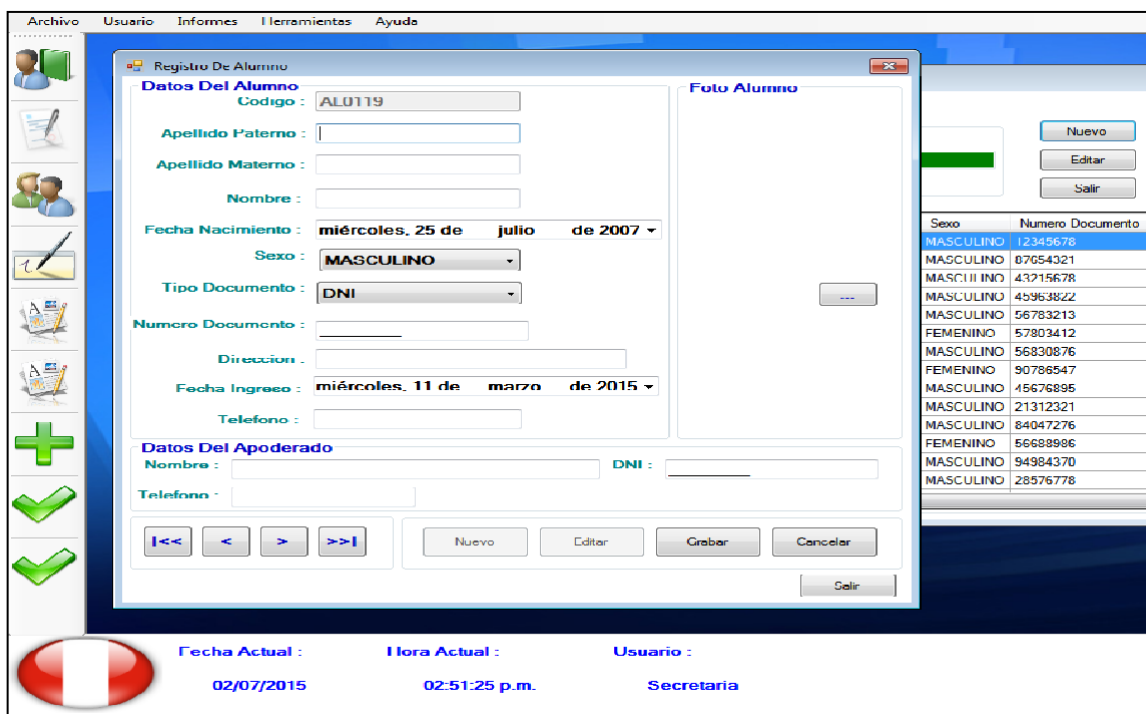 Archivo Usuario Informes Herramientas Ayuda
Registro De Alumno
Datos Del Alumno
Codigo : AL0119
Apellido Paterno :
Apellido Materno :
Nombre :
Fecha Nacimiento : miércoles, 25 de julio de 2007
Sexo : MASCULINO
Tipo Documento : DNI
Numero Documento :
Direccion :
Fecha Ingreso : miércoles, 11 de marzo de 2015
Telefono :
Foto Alumno
...
Datos Del Apoderado
Nombre : DNI :
Telefono :
|<< < > >>|
Nuevo Editar Grabar Cancelar
Salir
Nuevo
Editar
Salir
Sexo Numero Documento
MASCULINO 12345678
MASCULINO 87654321
MASCULINO 43215678
MASCULINO 45963822
MASCULINO 56783213
FEMENINO 57803412
MASCULINO 56830876
FEMENINO 90786547
MASCULINO 45676895
MASCULINO 21312321
MASCULINO 84047276
FEMENINO 56688986
MASCULINO 94984370
MASCULINO 28576778
Fecha Actual : Hora Actual : Usuario :
02/07/2015 02:51:25 p.m. Secretaria